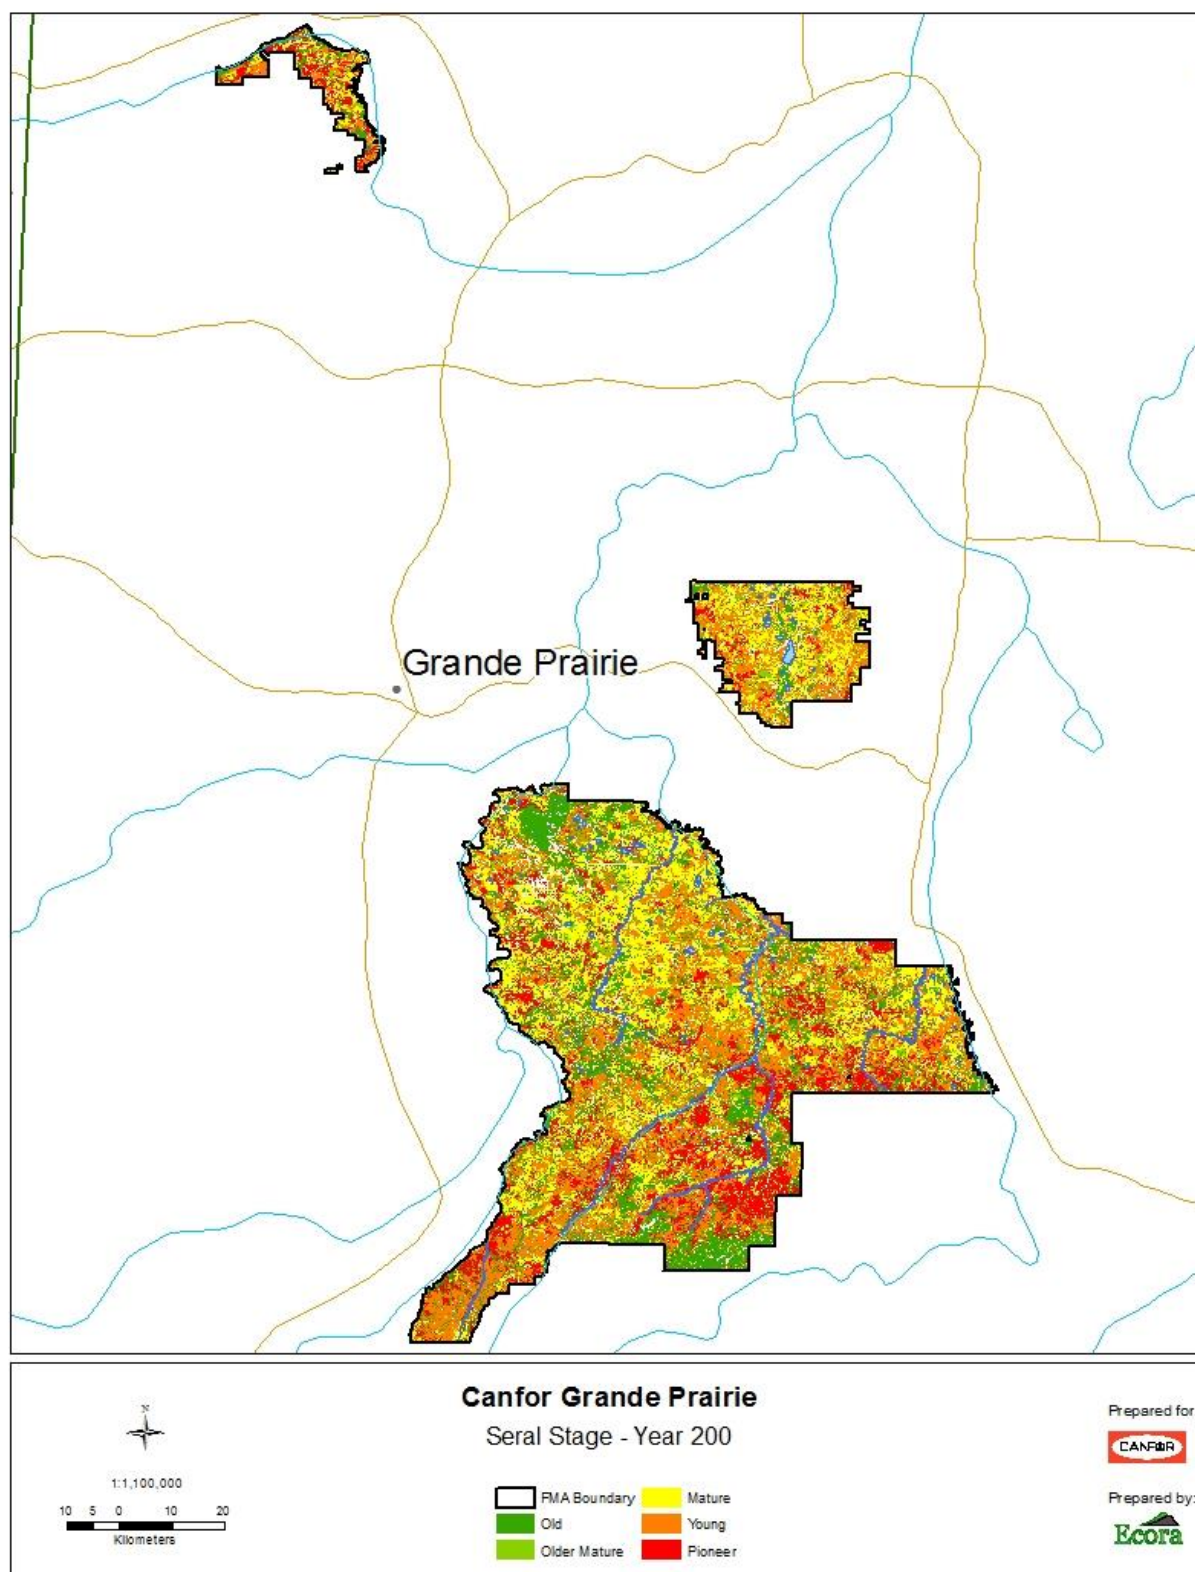 Grande Prairie
Canfor Grande Prairie
Seral Stage - Year 200
N
1:1,100,000
10 5 0 10 20
Kilometers
FMA Boundary
Old
Older Mature
Mature
Young
Pioneer
Prepared for
CANFOR
Prepared by:
Ecora